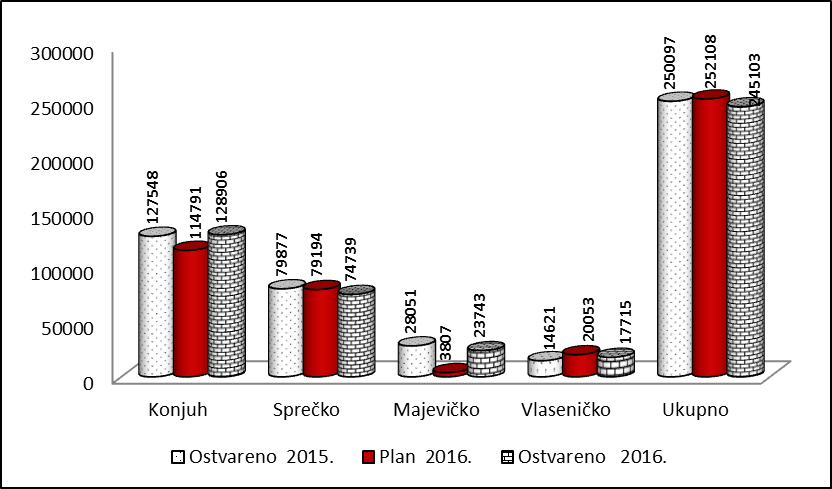 300000
250000
200000
150000
100000
50000
0
127548
114791
128906
79877
79194
74739
28051
3807
23743
14621
20053
17715
250097
252108
245103
Konjuh
Sprečko
Majevičko
Vlaseničko
Ukupno
Ostvareno 2015.
Plan 2016.
Ostvareno 2016.